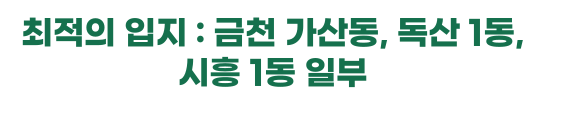 최적의 입지 : 금천 가산동, 독산 1동,
시흥 1동 일부